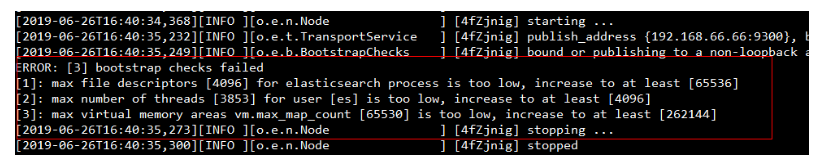 [2019-06-26T16:40:34,368][INFO ][o.e.n.Node               ] [4fZjnig] starting ...
[2019-06-26T16:40:35,232][INFO ][o.e.t.TransportService   ] [4fZjnig] publish_address {192.168.66.66:9300}, b
[2019-06-26T16:40:35,249][INFO ][o.e.b.BootstrapChecks    ] [4fZjnig] bound or publishing to a non-loopback a
ERROR: [3] bootstrap checks failed
[1]: max file descriptors [4096] for elasticsearch process is too low, increase to at least [65536]
[2]: max number of threads [3853] for user [es] is too low, increase to at least [4096]
[3]: max virtual memory areas vm.max_map_count [65530] is too low, increase to at least [262144]
[2019-06-26T16:40:35,273][INFO ][o.e.n.Node               ] [4fZjnig] stopping ...
[2019-06-26T16:40:35,300][INFO ][o.e.n.Node               ] [4fZjnig] stopped